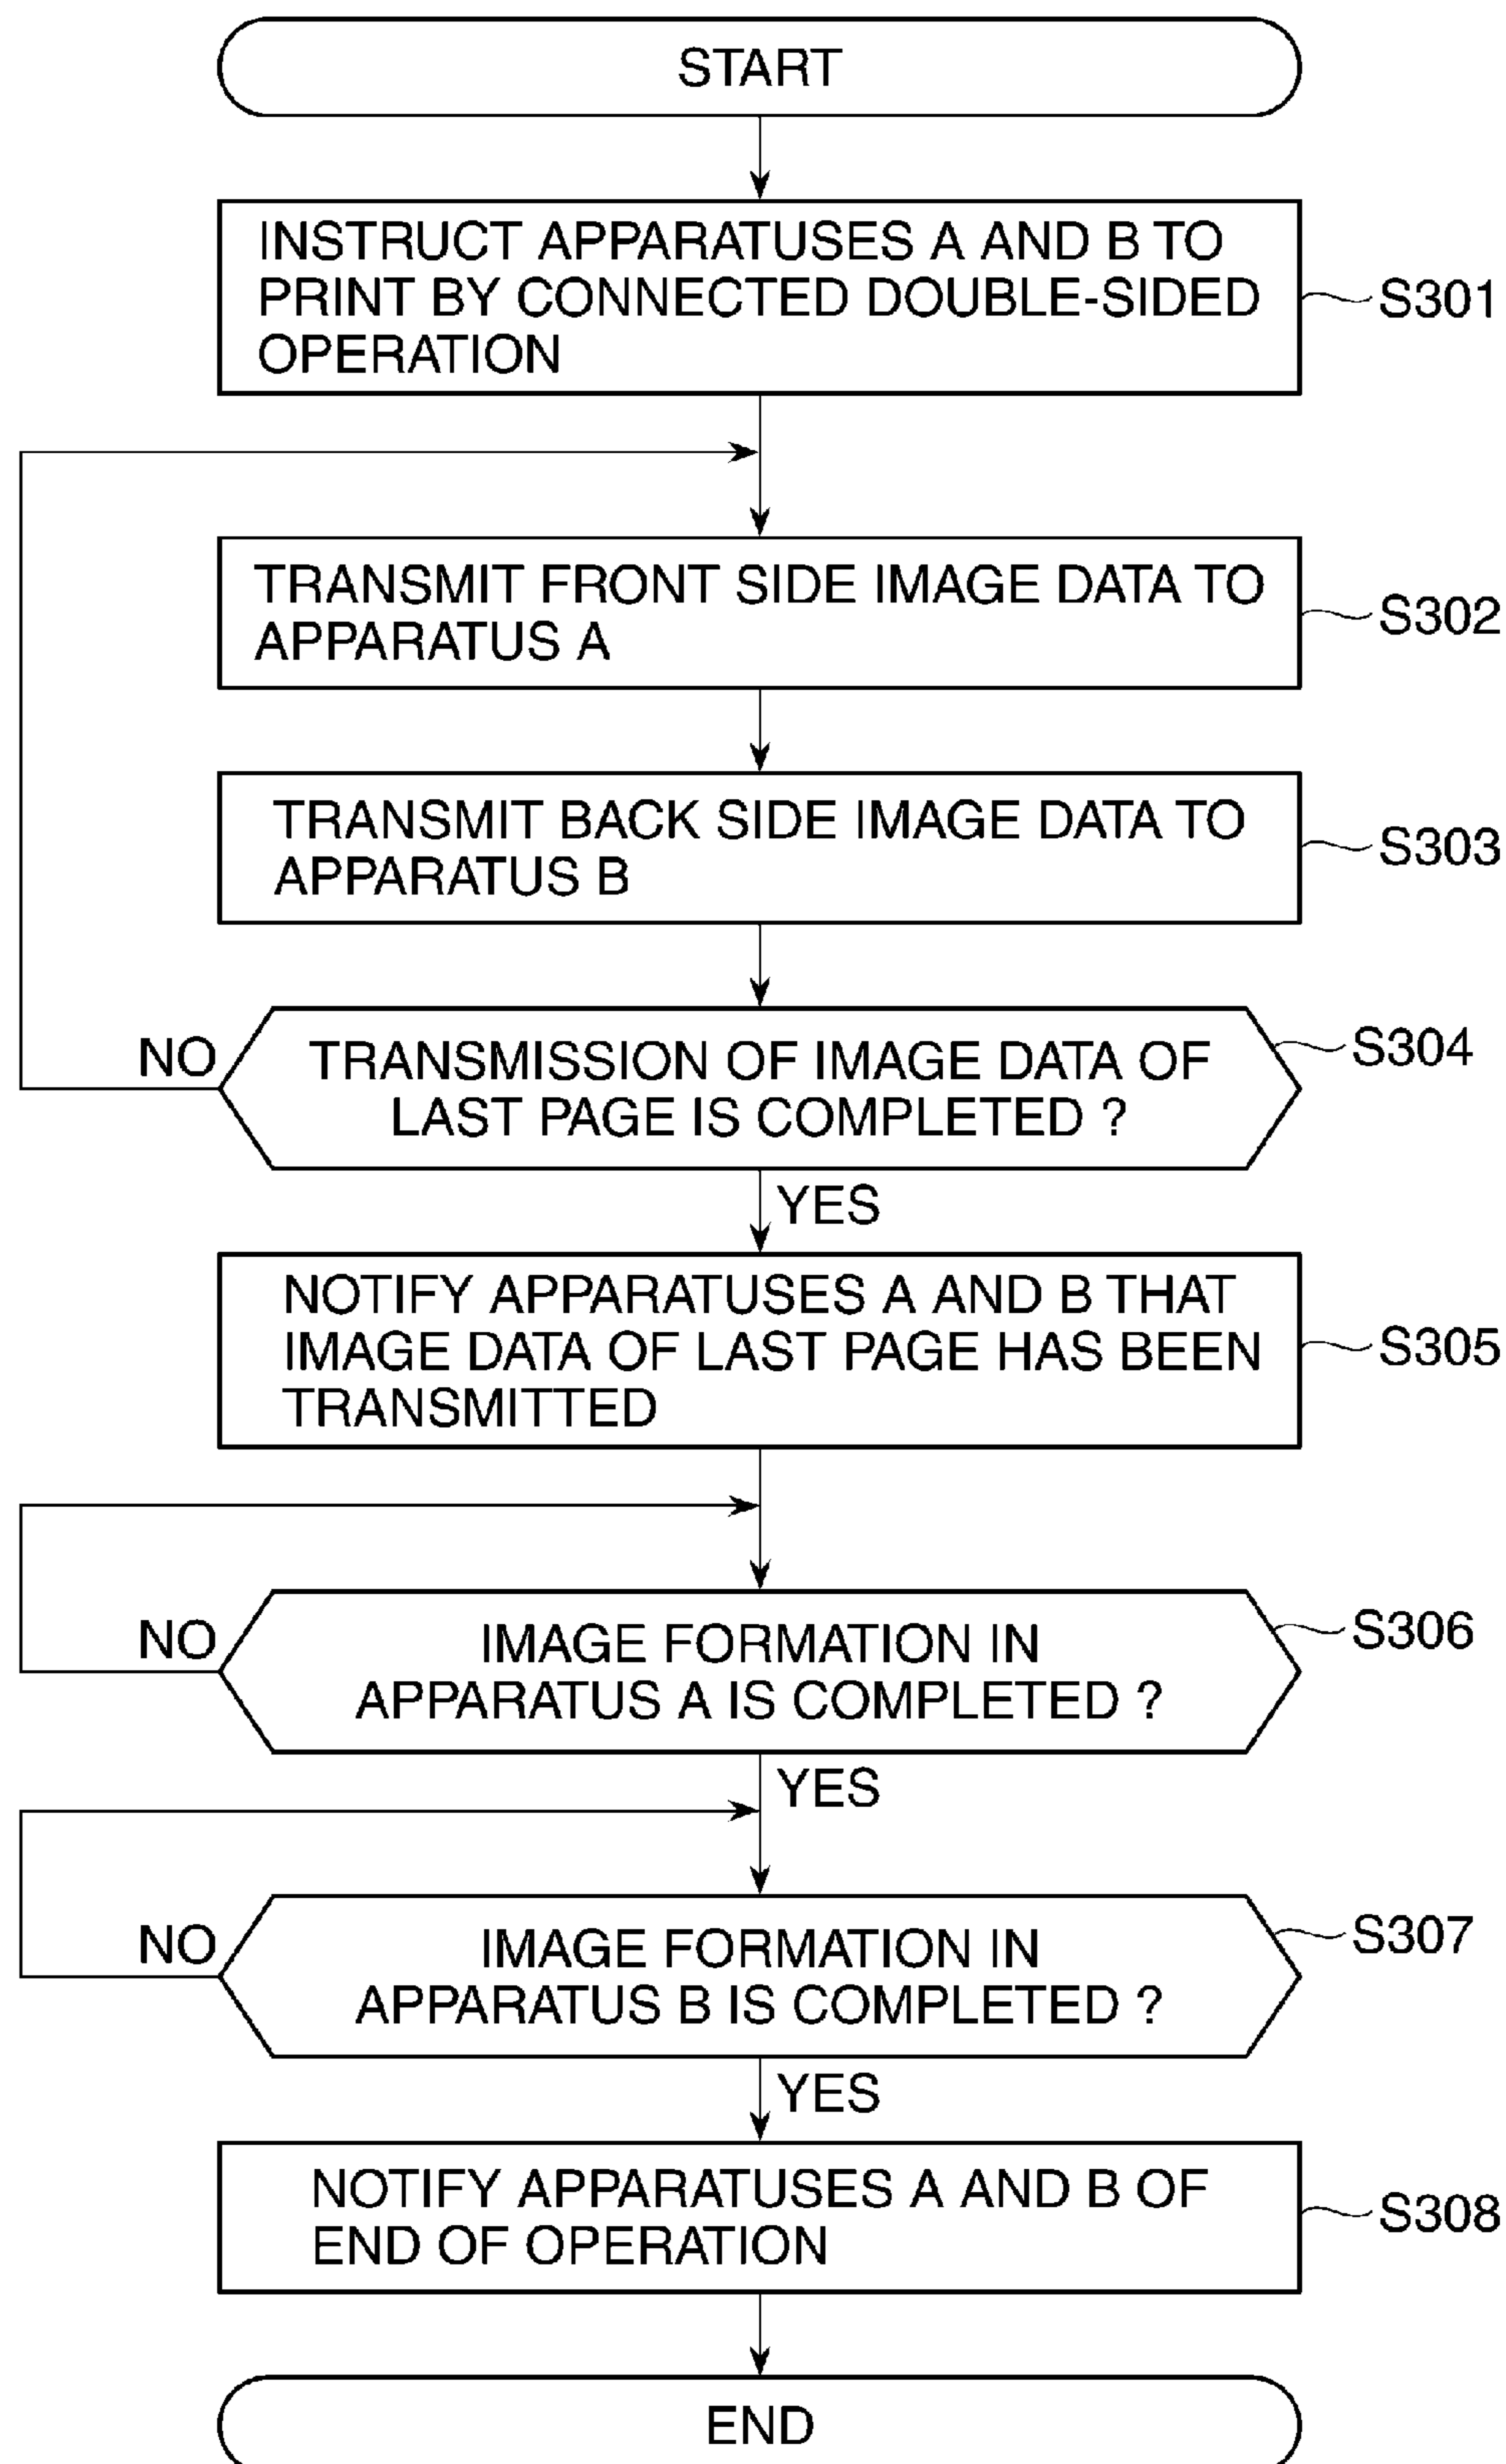 START
INSTRUCT APPARATUSES A AND B TO
PRINT BY CONNECTED DOUBLE-SIDED
OPERATION
S301
TRANSMIT FRONT SIDE IMAGE DATA TO
APPARATUS A
S302
TRANSMIT BACK SIDE IMAGE DATA TO
APPARATUS B
S303
NO
TRANSMISSION OF IMAGE DATA OF
LAST PAGE IS COMPLETED ?
S304
YES
NOTIFY APPARATUSES A AND B THAT
IMAGE DATA OF LAST PAGE HAS BEEN
TRANSMITTED
S305
NO
IMAGE FORMATION IN
APPARATUS A IS COMPLETED ?
S306
YES
NO
IMAGE FORMATION IN
APPARATUS B IS COMPLETED ?
S307
YES
NOTIFY APPARATUSES A AND B OF
END OF OPERATION
S308
END